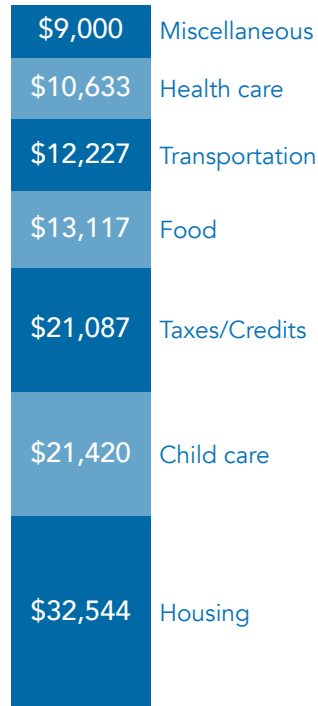 $9,000 Miscellaneous
$10,633 Health care
$12,227 Transportation
$13,117 Food
$21,087 Taxes/Credits
$21,420 Child care
$32,544 Housing